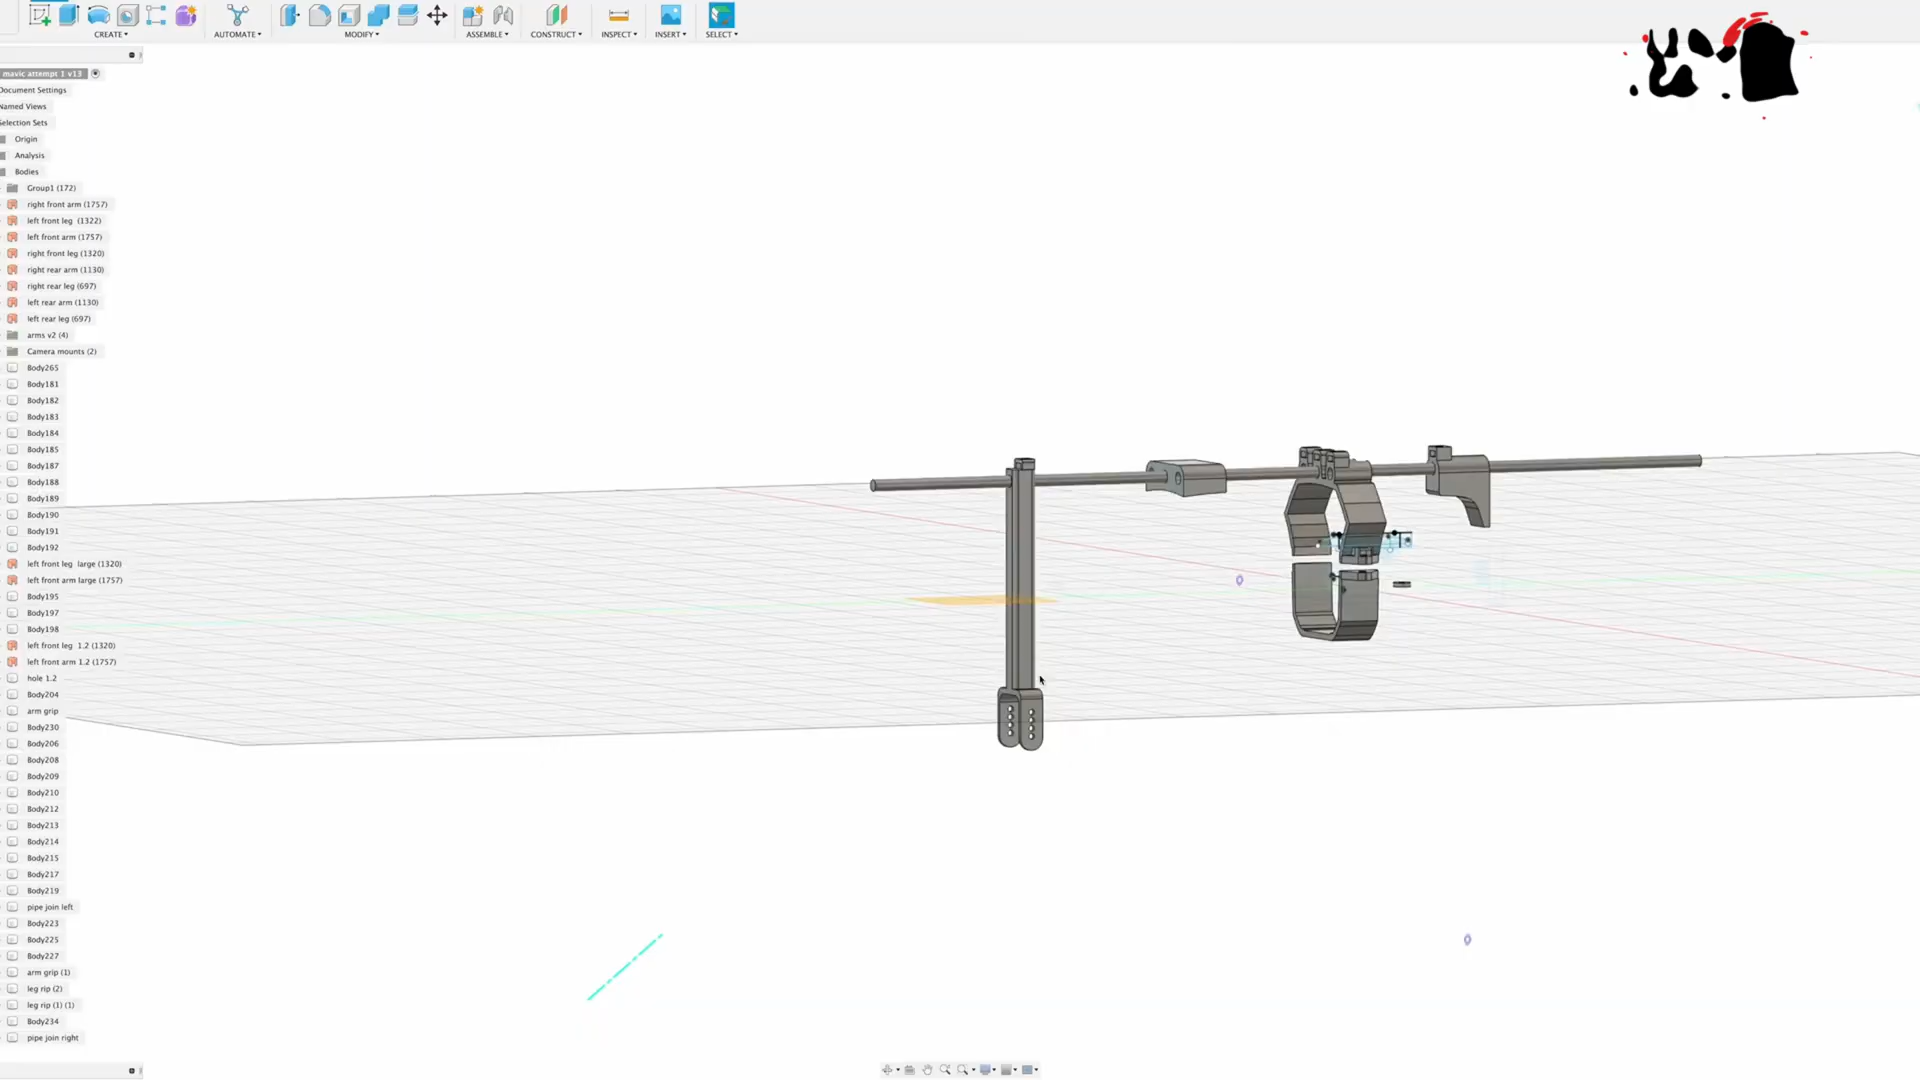 CREATE▾ AUTOMATE▾ MODIFY▾ ASSEMBLE▾ CONSTRUCT▾ INSPECT▾ INSERT▾ SELECT▾
mavic attempt 1 v13
Document Settings
Named Views
Selection Sets
Origin
Analysis
Bodies
Group1 (172)
right front arm (1757)
left front leg (1322)
left front arm (1757)
right front leg (1320)
right rear arm (1130)
right rear leg (697)
left rear arm (1130)
left rear leg (697)
arms v2 (4)
Camera mounts (2)
Body265
Body181
Body182
Body183
Body184
Body185
Body187
Body188
Body189
Body190
Body191
Body192
left front leg large (1320)
left front arm large (1757)
Body195
Body197
Body198
left front leg 1.2 (1320)
left front arm 1.2 (1757)
hole 1.2
Body204
arm grip
Body230
Body206
Body208
Body209
Body210
Body212
Body213
Body214
Body215
Body217
Body219
pipe join left
Body223
Body225
Body227
arm grip (1)
leg rip (2)
leg rip (1) (1)
Body234
pipe join right